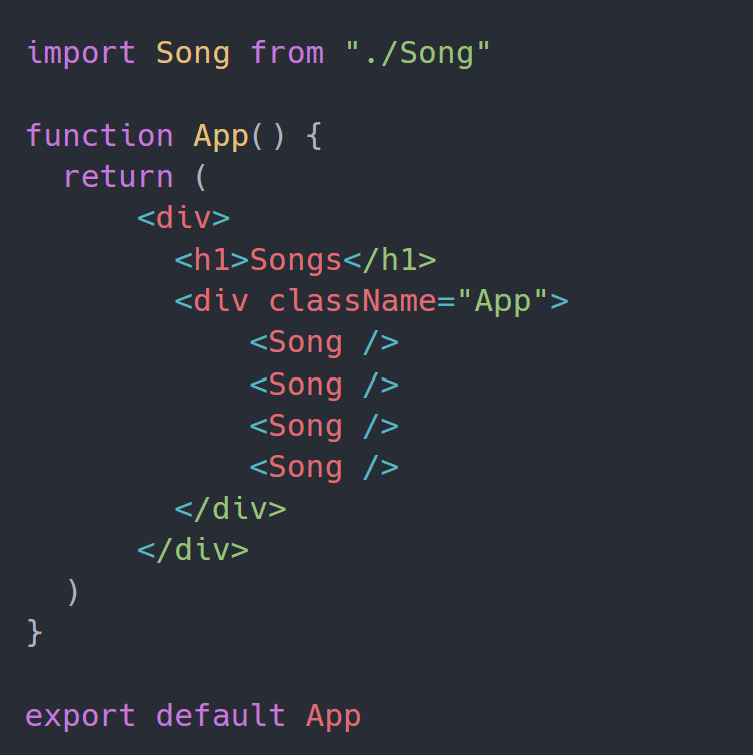 import Song from "./Song"

function App() {
  return (
      <div>
        <h1>Songs</h1>
        <div className="App">
            <Song />
            <Song />
            <Song />
            <Song />
        </div>
      </div>
  )
}

export default App